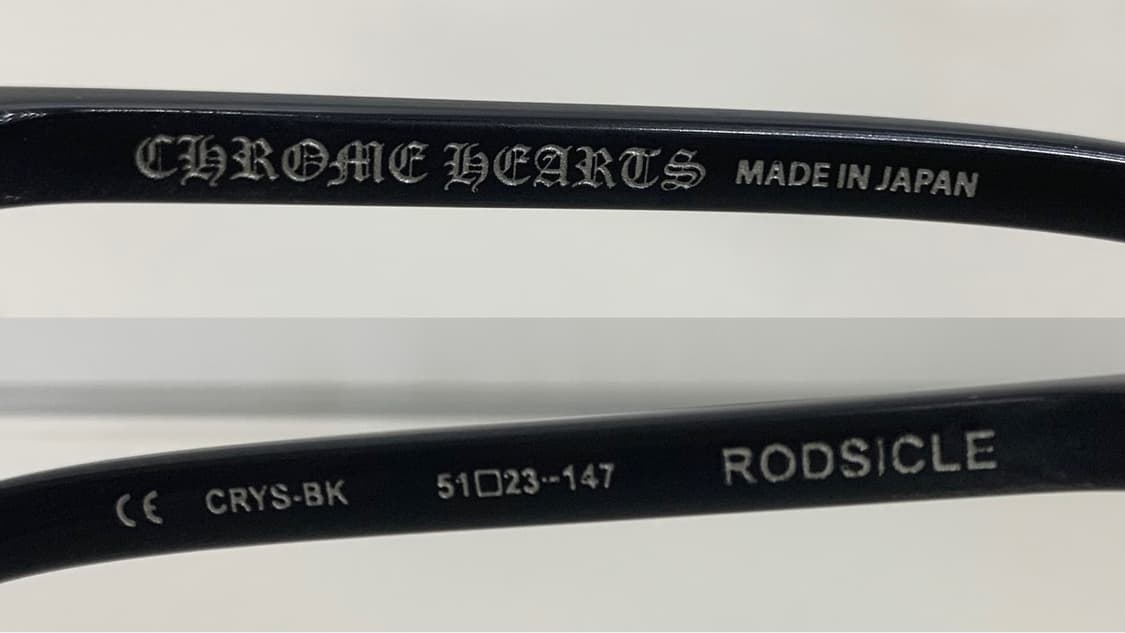 CHROME HEARTS MADE IN JAPAN
CE CRYS-BK 51□23--147 RODSICLE